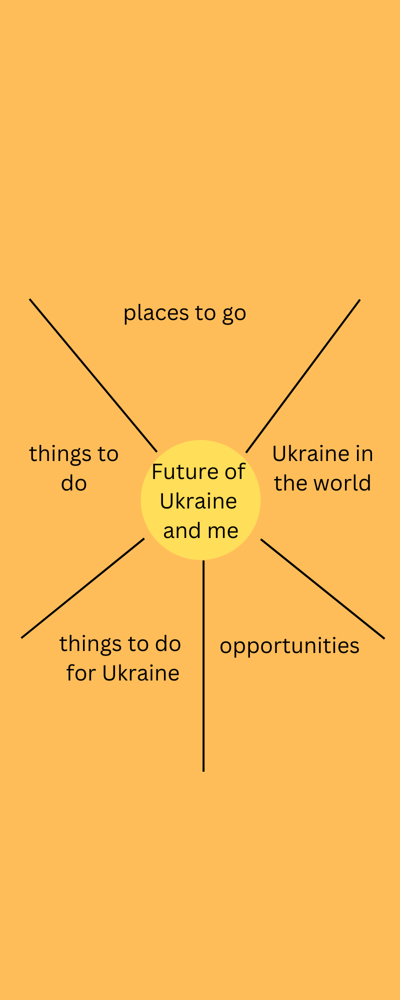 places to go
things to
do
Future of
Ukraine
and me
Ukraine in
the world
things to do
for Ukraine
opportunities